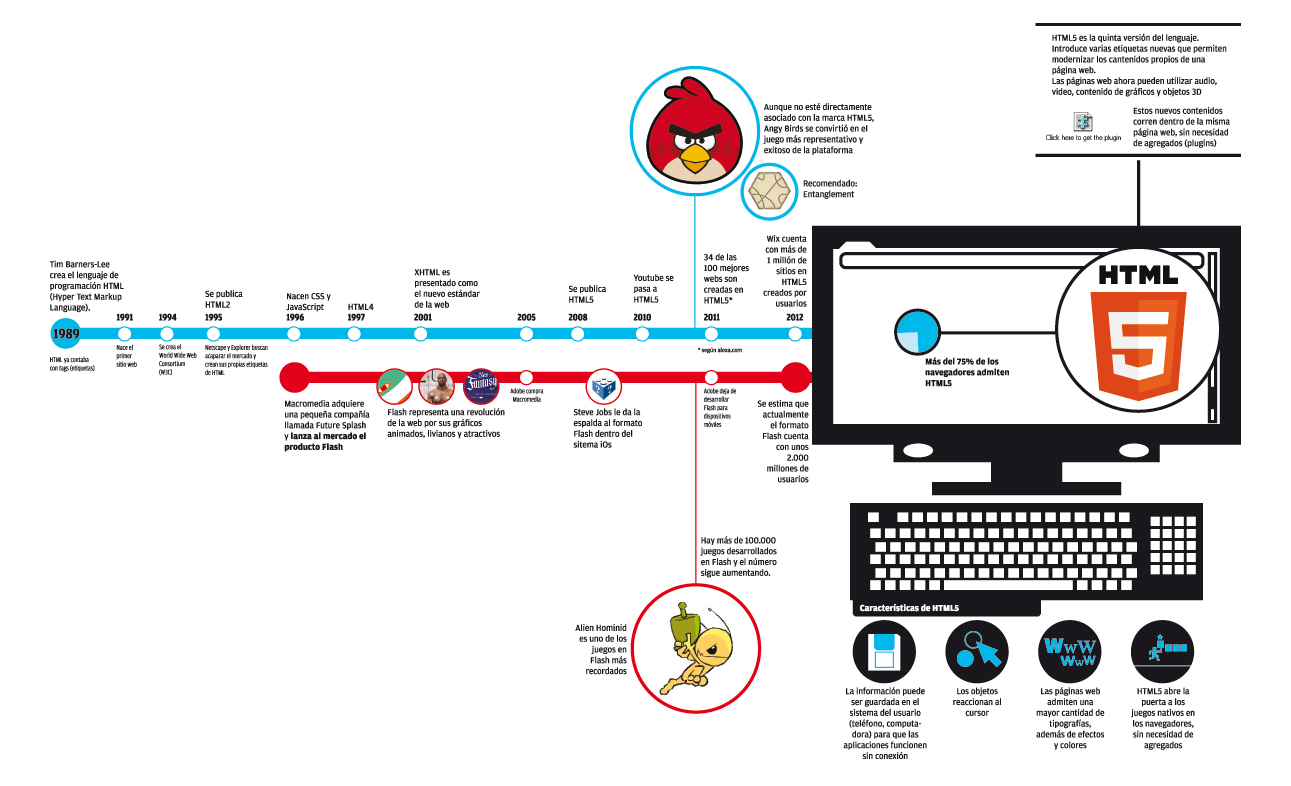 HTML5 es la quinta versión del lenguaje.
Introduce varias etiquetas nuevas que permiten
modernizar los cantenidos propios de una
página web.
Las páginas web ahora pueden utilizar audio,
video, contenido de gráficos y objetos 3D
Click here to get the plugin
Estos nuevos contenidos
corren dentro de la misma
página web, sin necesidad
de agregados (plugins)
Aunque no esté directamente
asociado con la marca HTML5,
Angy Birds se convirtió en el
juego más representativo y
exitoso de la plataforma
Recomendado:
Entanglement
Tim Barners-Lee
crea el lenguaje de
programación HTML
(Hyper Text Markup
Language).
1989
HTML ya contaba
con tags (etiquetas)
1991
Nace el
primer
sitio web
1994
Se crea el
World Wide Web
Consortium
(W3C)
Se publica
HTML2
1995
Netscape y Explorer buscan
acaparar el mercado y
crean sus propias etiquetas
de HTML
Nacen CSS y
JavaScript
1996
HTML4
1997
XHTML es
presentado como
el nuevo estándar
de la web
2001
2005
Se publica
HTML5
2008
Youtube se
pasa a
HTML5
2010
34 de las
100 mejores
webs son
creadas en
HTML5*
2011
* según alexa.com
Wix cuenta
con más de
1 millón de
sitios en
HTML5
creados por
usuarios
2012
Macromedia adquiere
una pequeña compañía
llamada Future Splash
y lanza al mercado el
producto Flash
New
Fantasy
Flash representa una revolución
de la web por sus gráficos
animados, livianos y atractivos
Adobe compra
Macromedia
Steve Jobs le da la
espalda al formato
Flash dentro del
sitema iOs
Adobe deja de
desarrollar
Flash para
dispositivos
móviles
Se estima que
actualmente
el formato
Flash cuenta
con unos
2.000
millones de
usuarios
HTML
5
Más del 75% de los
navegadores admiten
HTML5
Hay más de 100.000
juegos desarrollados
en Flash y el número
sigue aumentando.
Alien Hominid
es uno de los
juegos en
Flash más
recordados
Características de HTML5
La información puede
ser guardada en el
sistema del usuario
(teléfono, computa-
dora) para que las
aplicaciones funcionen
sin conexión
Los objetos
reaccionan al
cursor
WwW
WwW
Las páginas web
admiten una
mayor cantidad de
tipografías,
además de efectos
y colores
HTML5 abre la
puerta a los
juegos nativos en
los navegadores,
sin necesidad de
agregados